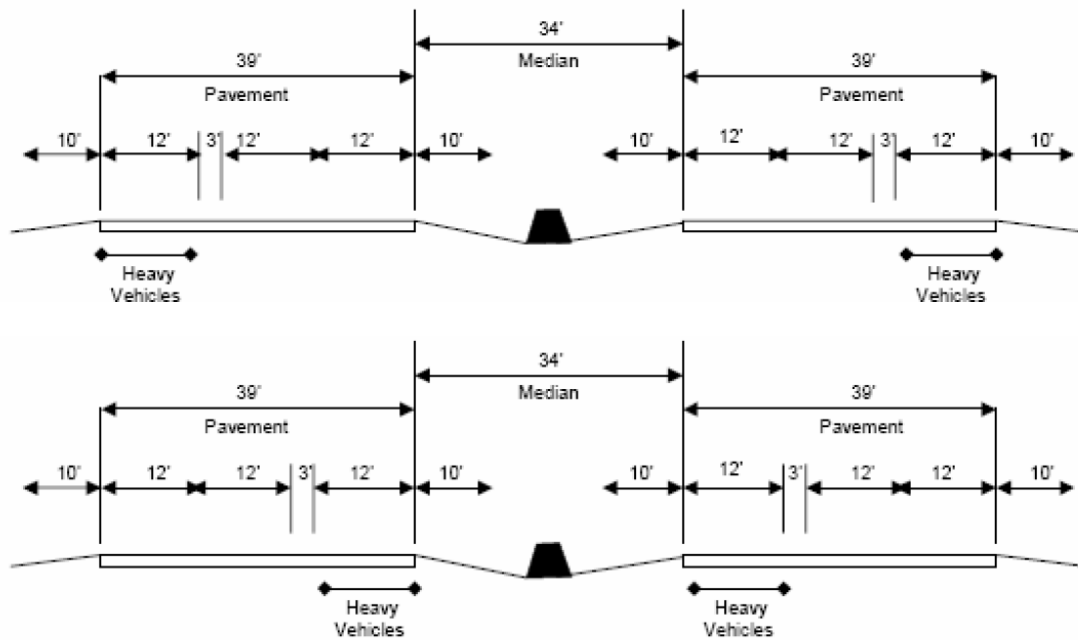 34'
Median
39'
Pavement
39'
Pavement
10' 12' 3' 12' 12' 10' 10' 12' 12' 3' 12' 10'
Heavy
Vehicles
Heavy
Vehicles
34'
Median
39'
Pavement
39'
Pavement
10' 12' 12' 3' 12' 10' 10' 12' 3' 12' 12' 10'
Heavy
Vehicles
Heavy
Vehicles